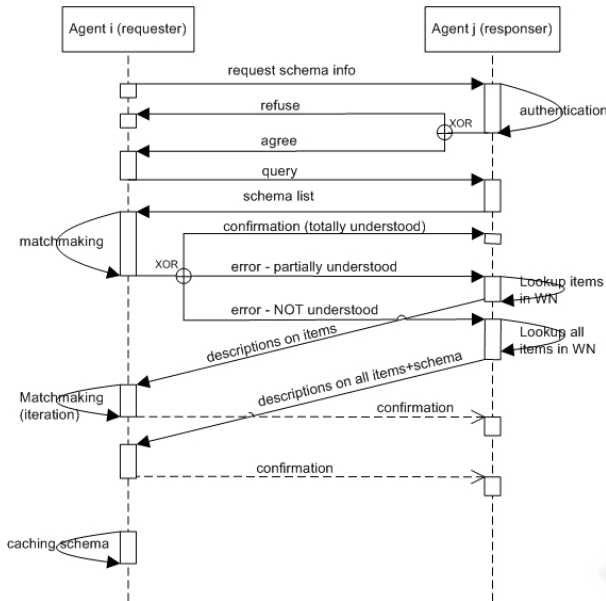 Agent i (requester)
Agent j (responser)
request schema info
authentication
refuse
XOR
agree
query
schema list
matchmaking
confirmation (totally understood)
XOR
error - partially understood
Lookup items
in WN
error - NOT understood
Lookup all
items in WN
descriptions on items
descriptions on all items+schema
Matchmaking
(iteration)
confirmation
confirmation
caching schema